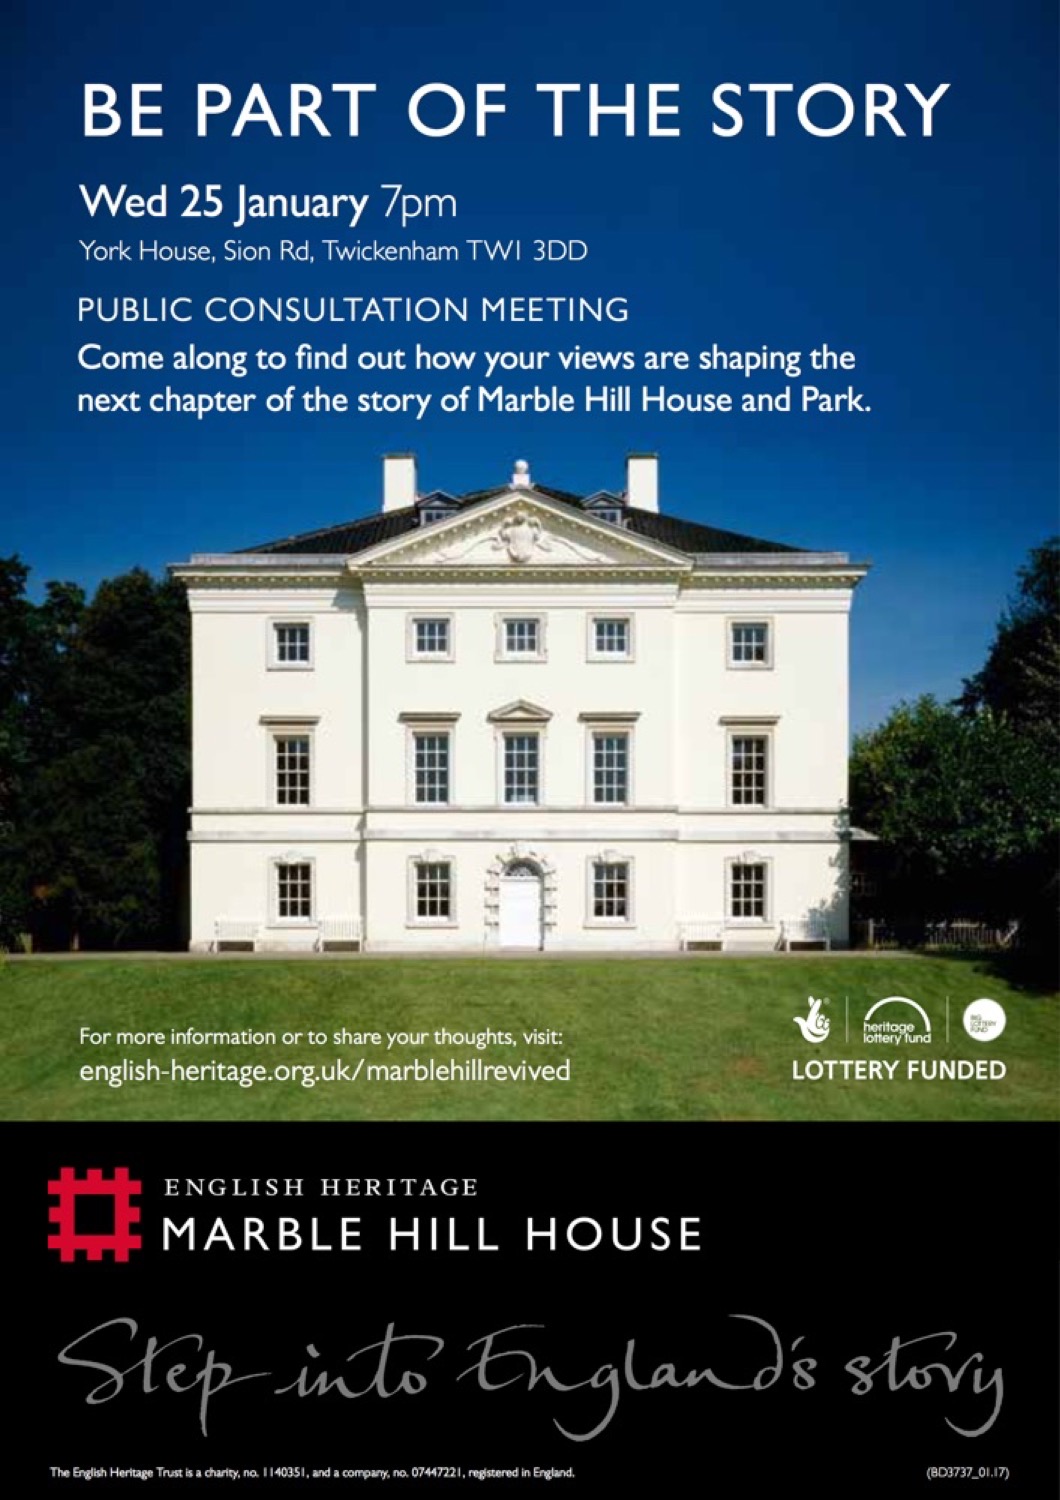 BE PART OF THE STORY
Wed 25 January 7pm
York House, Sion Rd, Twickenham TW1 3DD
PUBLIC CONSULTATION MEETING
Come along to find out how your views are shaping the
next chapter of the story of Marble Hill House and Park.
For more information or to share your thoughts, visit:
english-heritage.org.uk/marblehillrevived
heritage
lottery fund
BIG
LOTTERY
FUND
LOTTERY FUNDED
ENGLISH HERITAGE
MARBLE HILL HOUSE
Step into England's story
The English Heritage Trust is a charity, no. 1140351, and a company, no. 07447221, registered in England.
(BD3737_01.17)